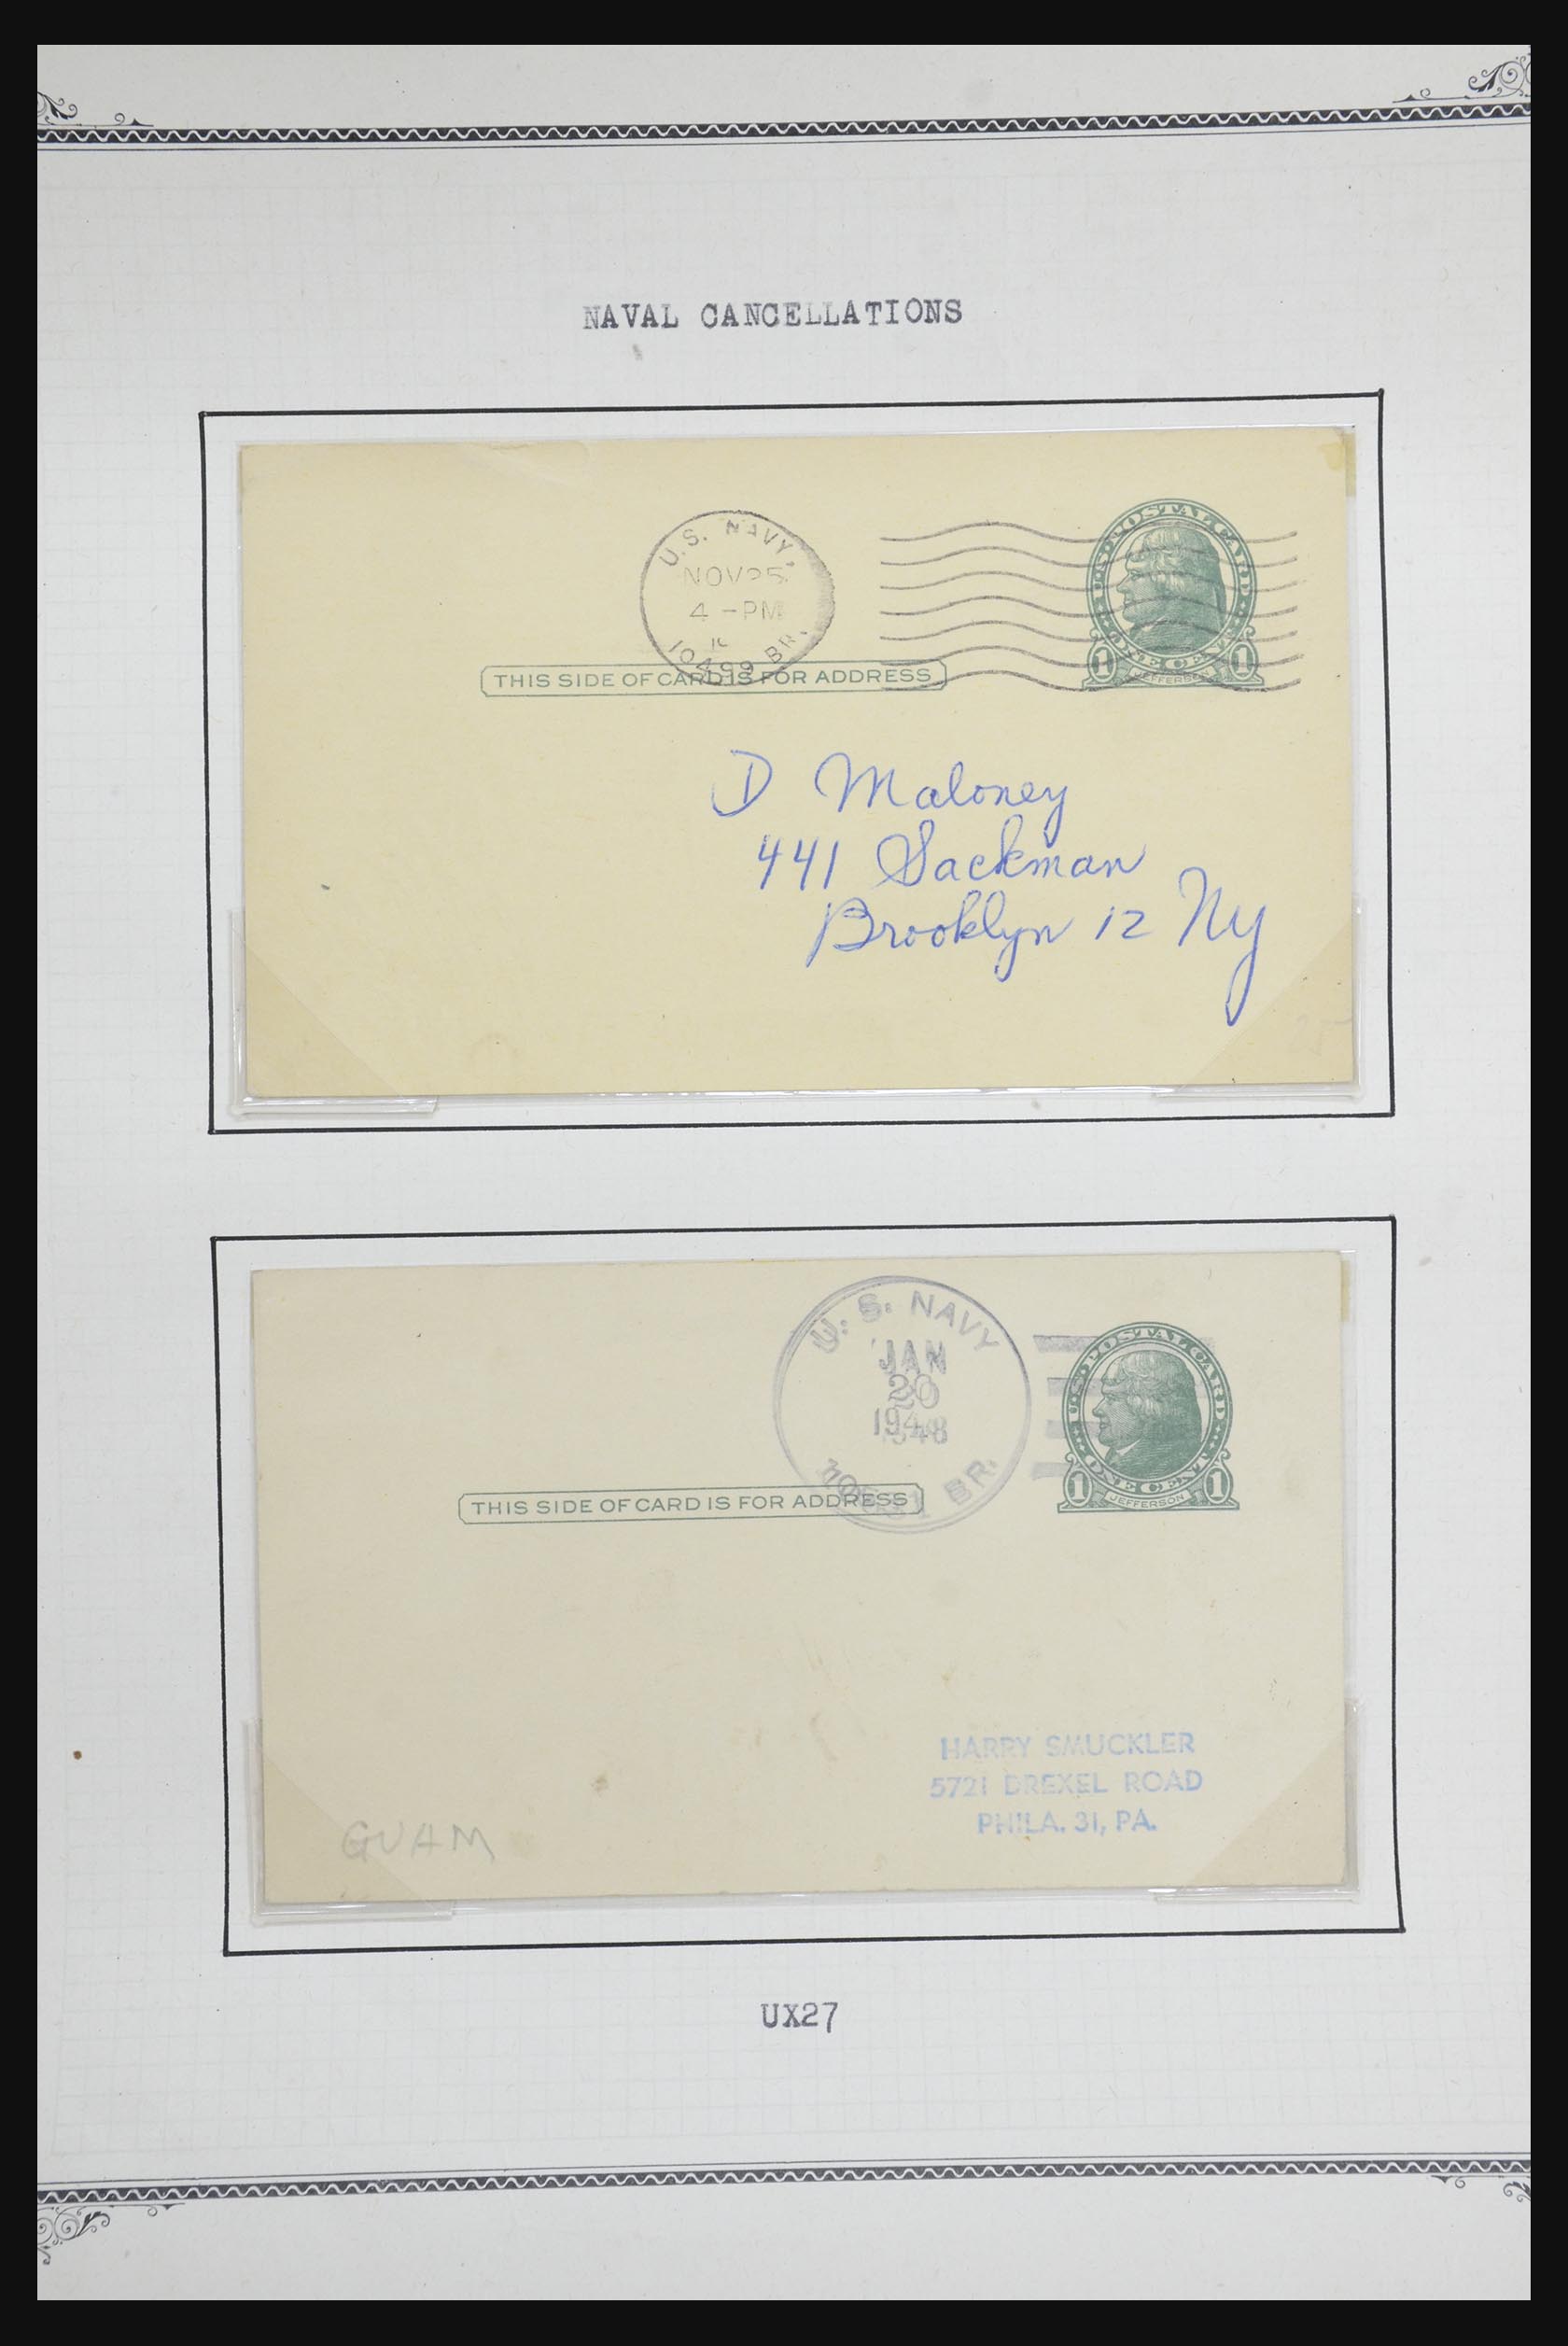 NAVAL CANCELLATIONS
U.S. NAVY.
NOV 25
4 - PM
10499 BR.
U.S. POSTAL CARD
ONE CENT
1 JEFFERSON 1
THIS SIDE OF CARD IS FOR ADDRESS
D Maloney
441 Sackman
Brooklyn 12 Ny
U. S. NAVY
JAN
20
1948
BR.
U.S. POSTAL CARD
ONE CENT
1 JEFFERSON 1
THIS SIDE OF CARD IS FOR ADDRESS
HARRY SMUCKLER
5721 DREXEL ROAD
PHILA. 31, PA.
GUAM
UX27